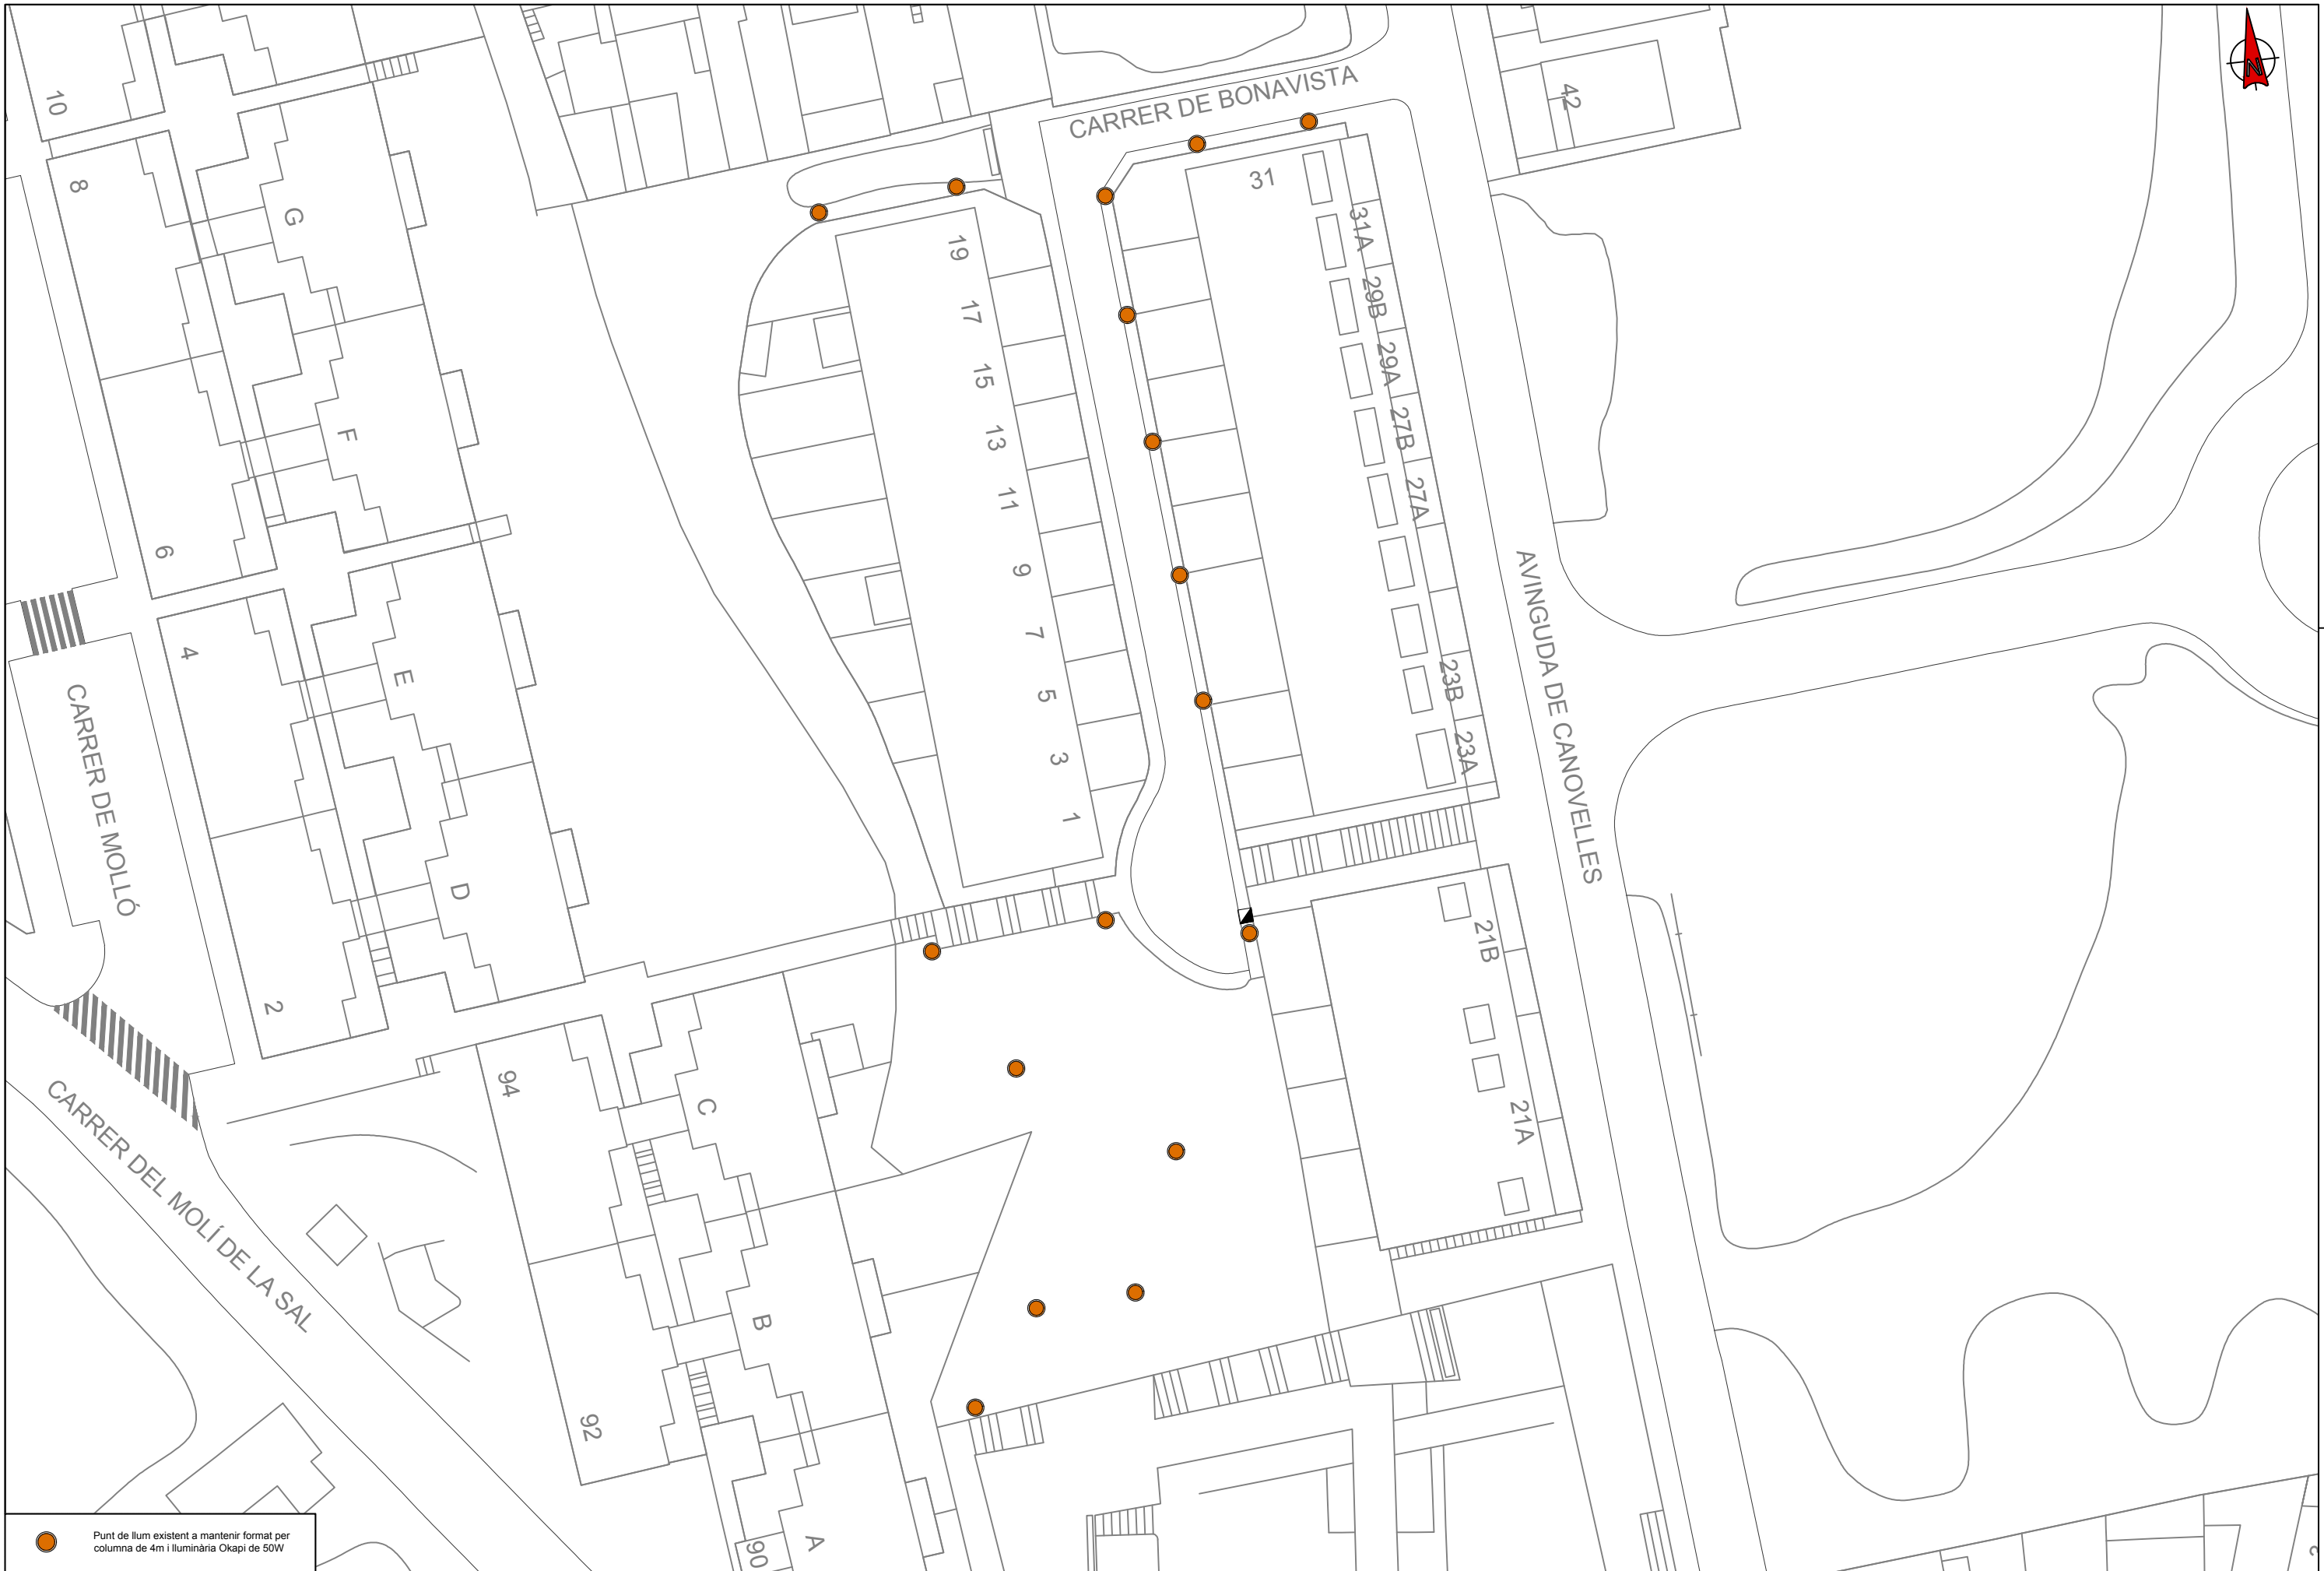 CARRER DE BONAVISTA
N
10
8
G
F
6
4
E
CARRER DE MOLLÓ
D
2
94
C
CARRER DEL MOLÍ DE LA SAL
B
92
A
90
19
17
15
13
11
9
7
5
3
1
31
31A
29B
29A
27B
27A
23B
23A
21B
21A
42
AVINGUDA DE CANOVELLES
Punt de llum existent a mantenir format per
columna de 4m i lluminària Okapi de 50W